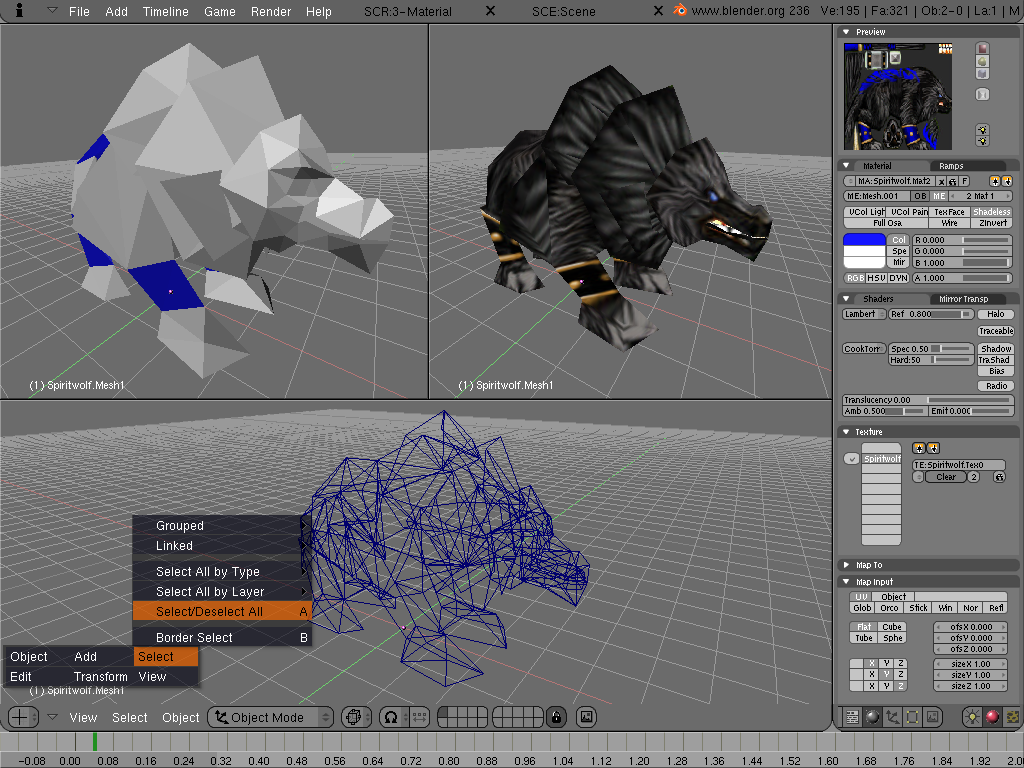 File Add Timeline Game Render Help SCR:3-Material SCE:Scene www.blender.org 236 Ve:195 | Fa:321 | Ob:2-0 | La:1 | M
(1) Spiritwolf.Mesh1
(1) Spiritwolf.Mesh1
Grouped
Linked
Select All by Type
Select All by Layer
Select/Deselect All A
Border Select B
Object Add Select
Edit Transform View
(1) Spiritwolf.Mesh1
View Select Object Object Mode
-0.08 0.00 0.08 0.16 0.24 0.32 0.40 0.48 0.56 0.64 0.72 0.80 0.88 0.96 1.04 1.12 1.20 1.28 1.36 1.44 1.52 1.60 1.68 1.76 1.84 1.92 2.0
Preview
Material Ramps
MA:Spiritwolf.Mat2 X F
ME:Mesh.001 OB ME 2 Mat 1
VCol Ligh VCol Pain TexFace Shadeless
Full Osa Wire ZInvert
Col R 0.000
Spe G 0.000
Mir B 1.000
RGB HSV DYN A 1.000
Shaders Mirror Transp
Lambert Ref 0.800 Halo
Traceable
CookTorr Spec 0.50 Shadow
Hard:50 TraShad
Bias
Radio
Translucency 0.00
Amb 0.500 Emit 0.000
Texture
Spiritwolf
TE:Spiritwolf.Tex0
Clear 2
Map To
Map Input
UV Object
Glob Orco Stick Win Nor Refl
Flat Cube
Tube Sphe
ofsX 0.000
ofsY 0.000
ofsZ 0.000
X Y Z sizeX 1.00
X Y Z sizeY 1.00
X Y Z sizeZ 1.00